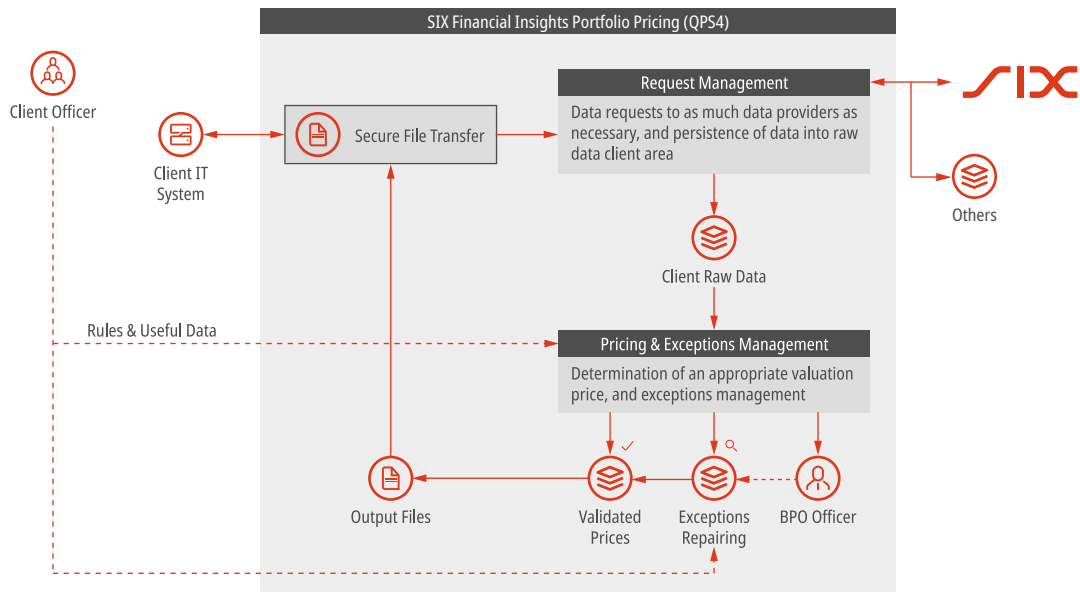 SIX Financial Insights Portfolio Pricing (QPS4)
Client Officer
Client IT
System
Secure File Transfer
Request Management
Data requests to as much data providers as
necessary, and persistence of data into raw
data client area
SIX
Others
Client Raw Data
Rules & Useful Data
Pricing & Exceptions Management
Determination of an appropriate valuation
price, and exceptions management
Output Files
Validated
Prices
Exceptions
Repairing
BPO Officer